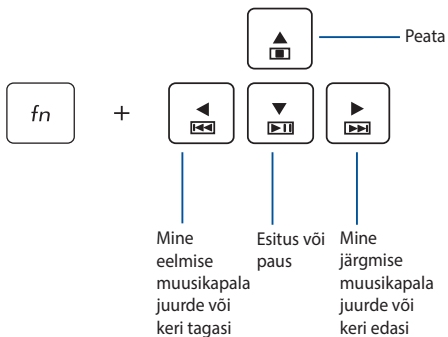 Peata
fn
+
Mine
eelmise
muusikapala
juurde või
keri tagasi
Esitus või
paus
Mine
järgmise
muusikapala
juurde või
keri edasi